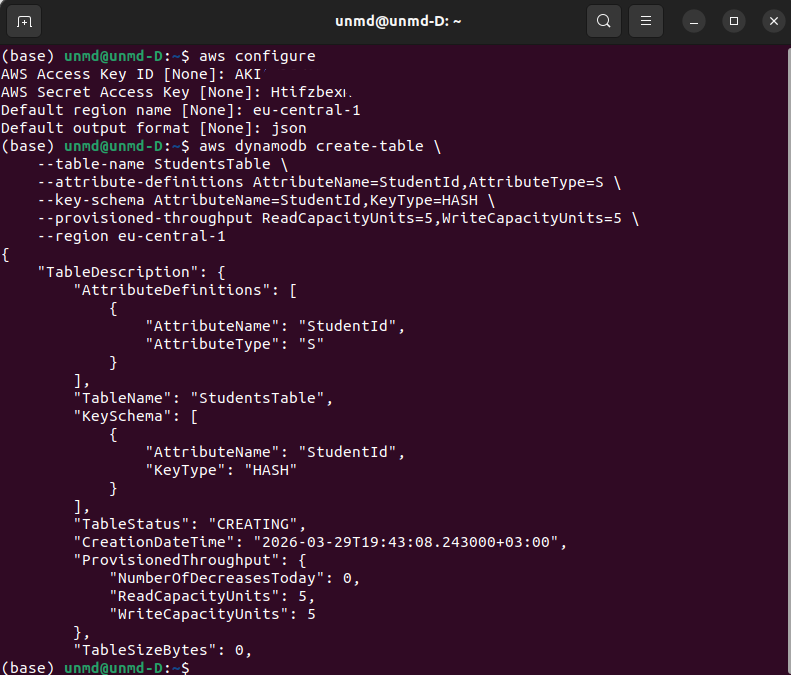 unmd@unmd-D: ~
(base) unmd@unmd-D:~$ aws configure
AWS Access Key ID [None]: AKI
AWS Secret Access Key [None]: Htifzbex
Default region name [None]: eu-central-1
Default output format [None]: json
(base) unmd@unmd-D:~$ aws dynamodb create-table \
    --table-name StudentsTable \
    --attribute-definitions AttributeName=StudentId,AttributeType=S \
    --key-schema AttributeName=StudentId,KeyType=HASH \
    --provisioned-throughput ReadCapacityUnits=5,WriteCapacityUnits=5 \
    --region eu-central-1
{
    "TableDescription": {
        "AttributeDefinitions": [
            {
                "AttributeName": "StudentId",
                "AttributeType": "S"
            }
        ],
        "TableName": "StudentsTable",
        "KeySchema": [
            {
                "AttributeName": "StudentId",
                "KeyType": "HASH"
            }
        ],
        "TableStatus": "CREATING",
        "CreationDateTime": "2026-03-29T19:43:08.243000+03:00",
        "ProvisionedThroughput": {
            "NumberOfDecreasesToday": 0,
            "ReadCapacityUnits": 5,
            "WriteCapacityUnits": 5
        },
        "TableSizeBytes": 0,
(base) unmd@unmd-D:~$